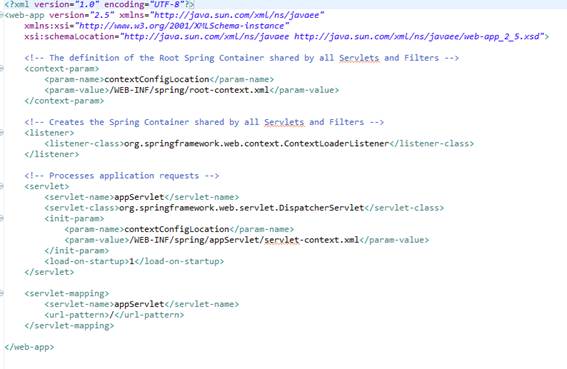 <?xml version="1.0" encoding="UTF-8"?>
<web-app version="2.5" xmlns="http://java.sun.com/xml/ns/javaee"
xmlns:xsi="http://www.w3.org/2001/XMLSchema-instance"
xsi:schemaLocation="http://java.sun.com/xml/ns/javaee http://java.sun.com/xml/ns/javaee/web-app_2_5.xsd">
<!-- The definition of the Root Spring Container shared by all Servlets and Filters -->
<context-param>
<param-name>contextConfigLocation</param-name>
<param-value>/WEB-INF/spring/root-context.xml</param-value>
</context-param>
<!-- Creates the Spring Container shared by all Servlets and Filters -->
<listener>
<listener-class>org.springframework.web.context.ContextLoaderListener</listener-class>
</listener>
<!-- Processes application requests -->
<servlet>
<servlet-name>appServlet</servlet-name>
<servlet-class>org.springframework.web.servlet.DispatcherServlet</servlet-class>
<init-param>
<param-name>contextConfigLocation</param-name>
<param-value>/WEB-INF/spring/appServlet/servlet-context.xml</param-value>
</init-param>
<load-on-startup>1</load-on-startup>
</servlet>
<servlet-mapping>
<servlet-name>appServlet</servlet-name>
<url-pattern>/</url-pattern>
</servlet-mapping>
</web-app>